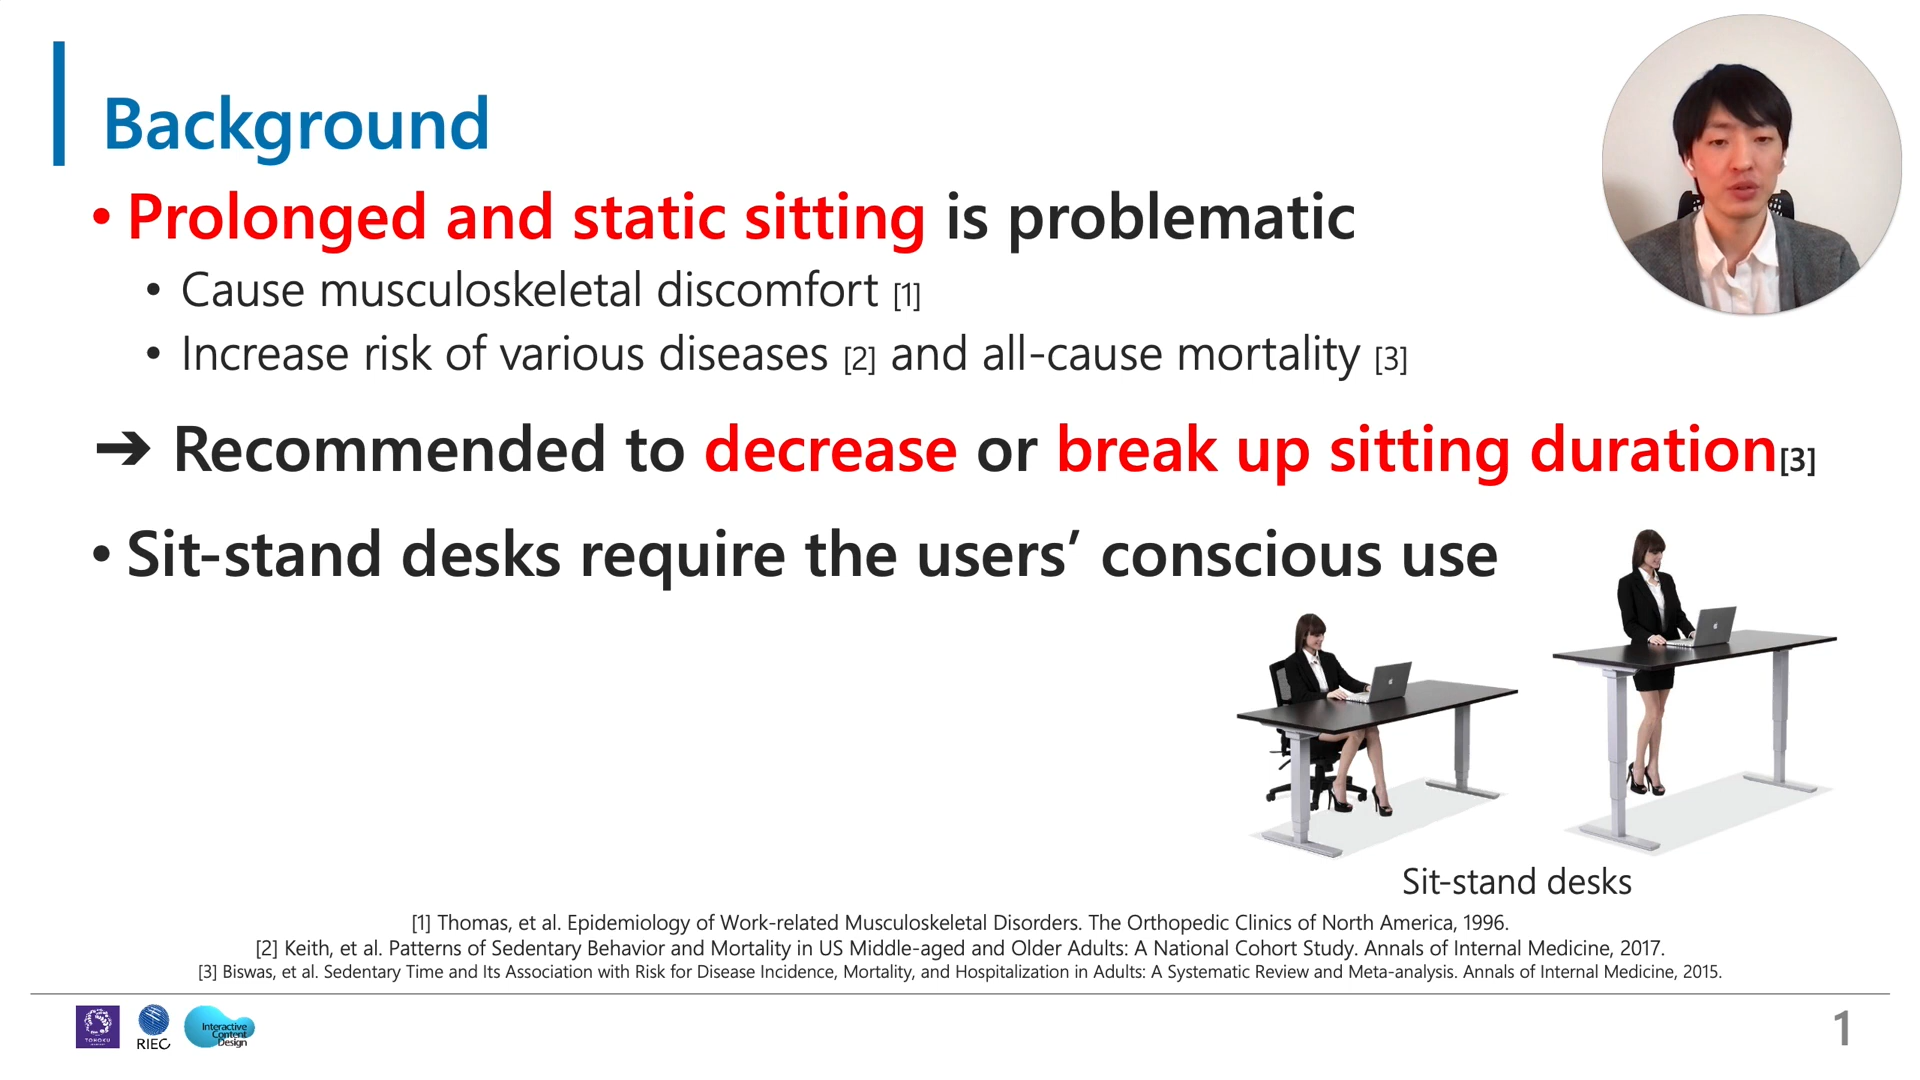 Background
• Prolonged and static sitting is problematic
• Cause musculoskeletal discomfort [1]
• Increase risk of various diseases [2] and all-cause mortality [3]
➔ Recommended to decrease or break up sitting duration[3]
• Sit-stand desks require the users’ conscious use
Sit-stand desks
[1] Thomas, et al. Epidemiology of Work-related Musculoskeletal Disorders. The Orthopedic Clinics of North America, 1996.
[2] Keith, et al. Patterns of Sedentary Behavior and Mortality in US Middle-aged and Older Adults: A National Cohort Study. Annals of Internal Medicine, 2017.
[3] Biswas, et al. Sedentary Time and Its Association with Risk for Disease Incidence, Mortality, and Hospitalization in Adults: A Systematic Review and Meta-analysis. Annals of Internal Medicine, 2015.
TOHOKU
RIEC
Interactive
Content
Design
1